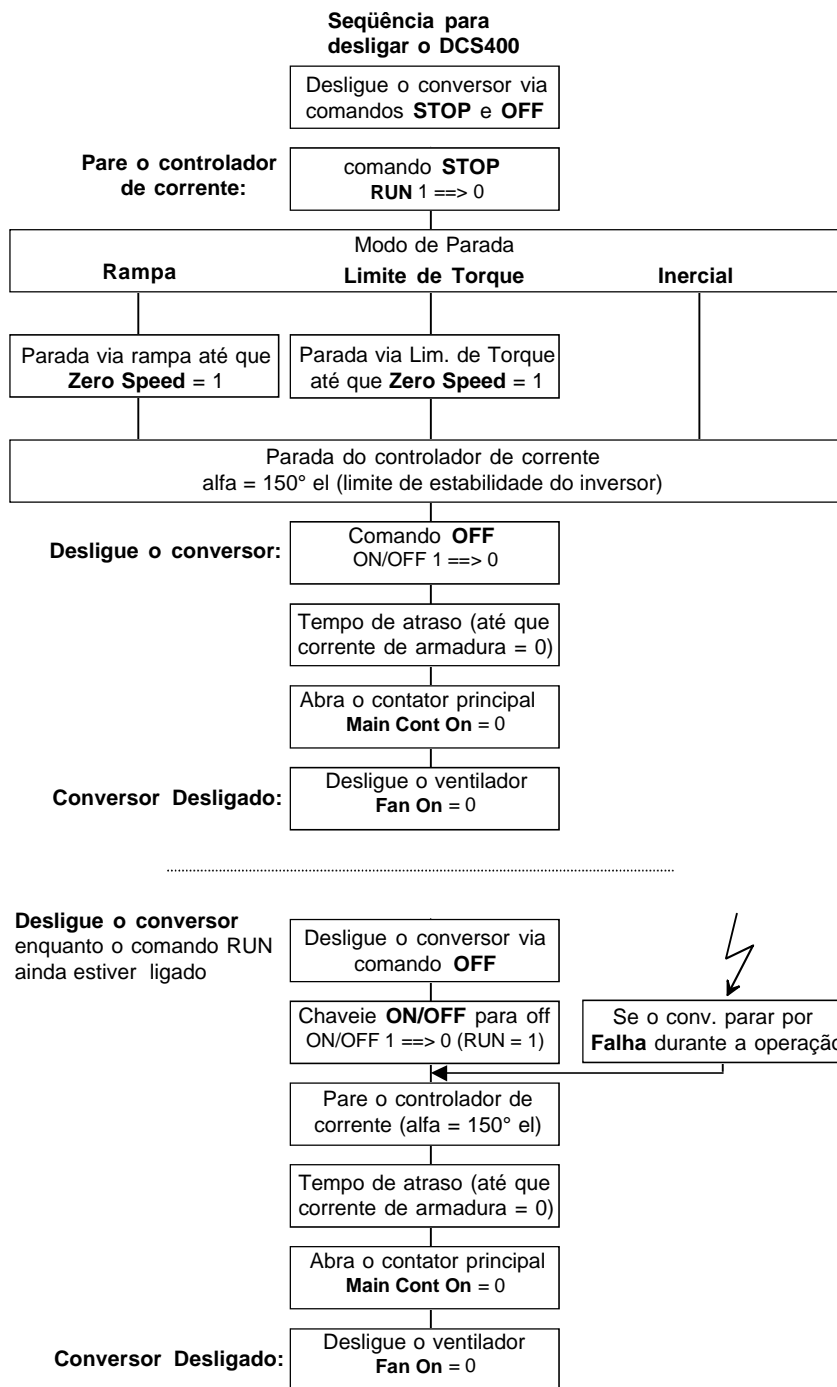 Seqüência para
desligar o DCS400
Desligue o conversor via
comandos STOP e OFF
Pare o controlador
de corrente:
comando STOP
RUN 1 ==> 0
Modo de Parada
Rampa
Limite de Torque
Inercial
Parada via rampa até que
Zero Speed = 1
Parada via Lim. de Torque
até que Zero Speed = 1
Parada do controlador de corrente
alfa = 150° el (limite de estabilidade do inversor)
Desligue o conversor:
Comando OFF
ON/OFF 1 ==> 0
Tempo de atraso (até que
corrente de armadura = 0)
Abra o contator principal
Main Cont On = 0
Conversor Desligado:
Desligue o ventilador
Fan On = 0
Desligue o conversor
enquanto o comando RUN
ainda estiver ligado
Desligue o conversor via
comando OFF
Chaveie ON/OFF para off
ON/OFF 1 ==> 0 (RUN = 1)
Se o conv. parar por
Falha durante a operação
Pare o controlador de
corrente (alfa = 150° el)
Tempo de atraso (até que
corrente de armadura = 0)
Abra o contator principal
Main Cont On = 0
Conversor Desligado:
Desligue o ventilador
Fan On = 0